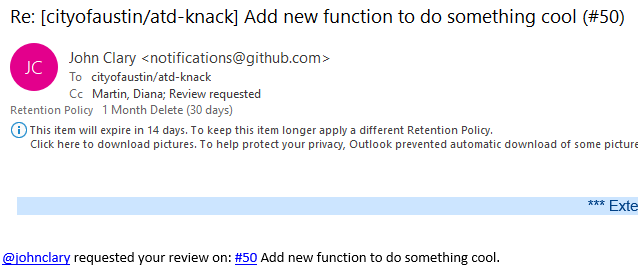 Re: [cityofaustin/atd-knack] Add new function to do something cool (#50)
JC
John Clary <notifications@github.com>
To cityofaustin/atd-knack
Cc Martin, Diana; Review requested
Retention Policy 1 Month Delete (30 days)
This item will expire in 14 days. To keep this item longer apply a different Retention Policy.
Click here to download pictures. To help protect your privacy, Outlook prevented automatic download of some picture
*** Exte
@johnclary requested your review on: #50 Add new function to do something cool.